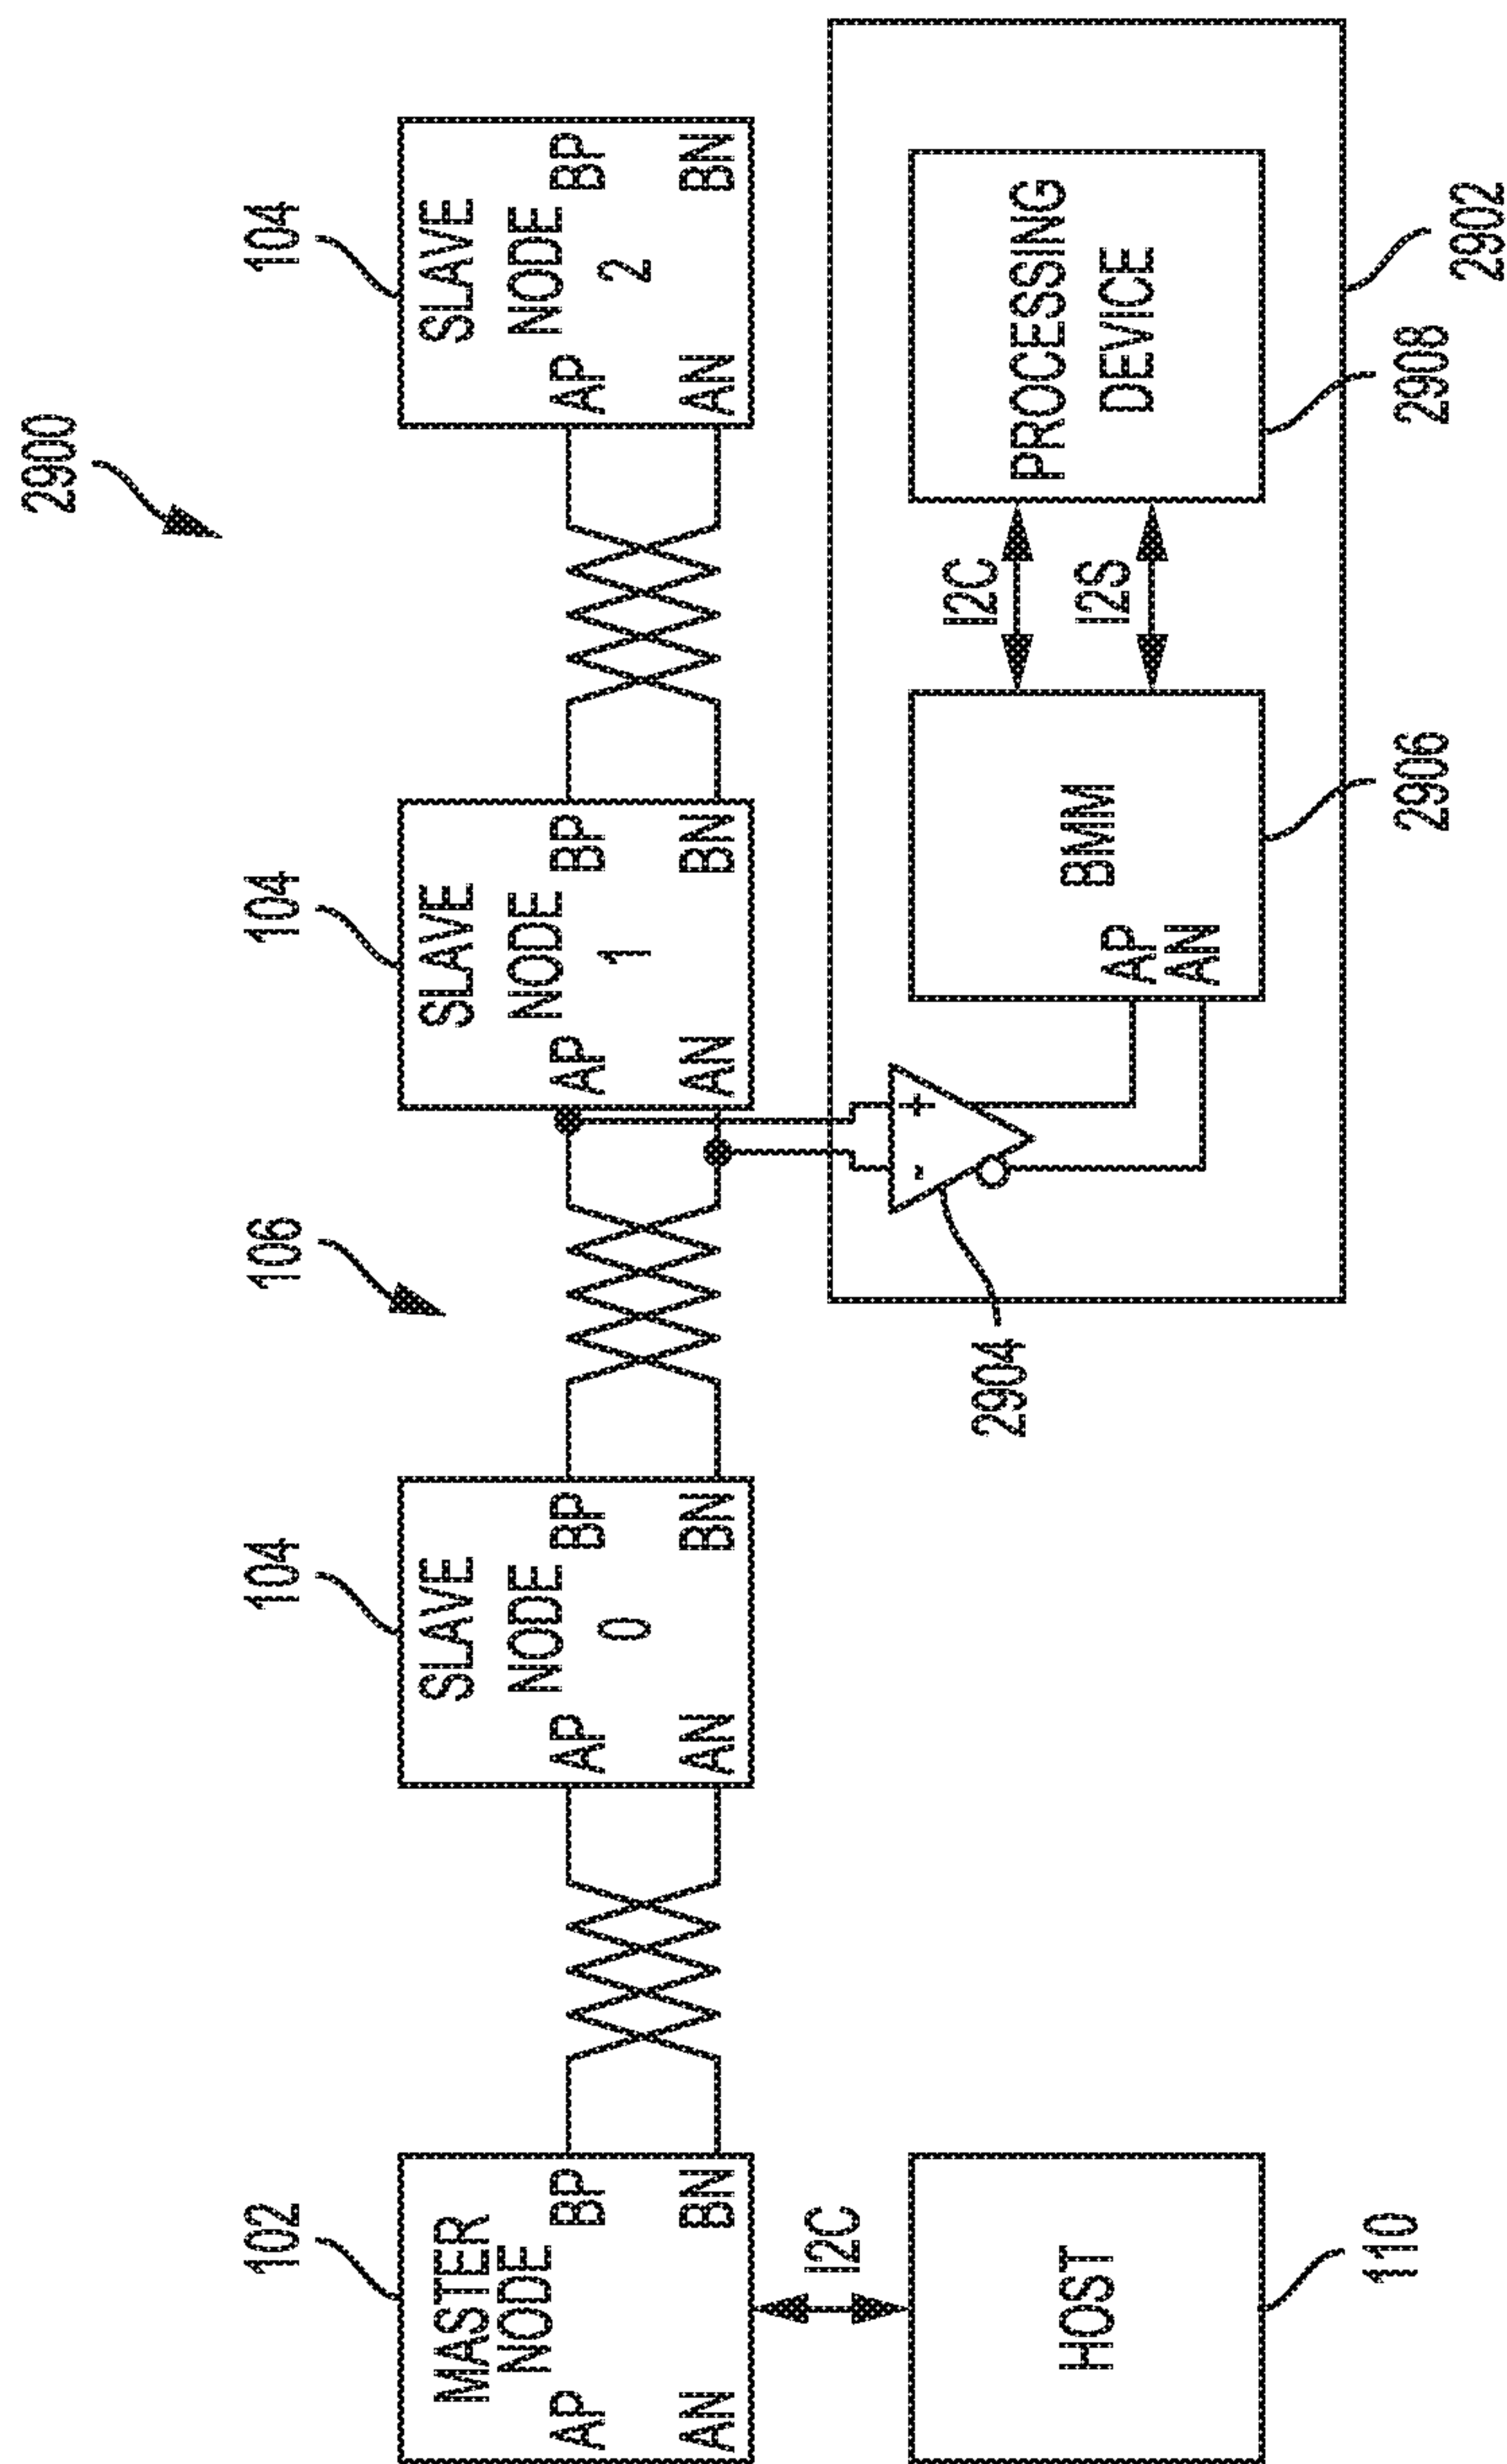 2900
102
104
106
104
104
MASTER
NODE
AP
BP
AN
BN
SLAVE
NODE
0
AP
BP
AN
BN
SLAVE
NODE
1
AP
BP
AN
BN
SLAVE
NODE
2
AP
BP
AN
BN
I2C
HOST
110
2904
+
-
BMM
AP
AN
2906
I2C
I2S
PROCESSING
DEVICE
2908
2902